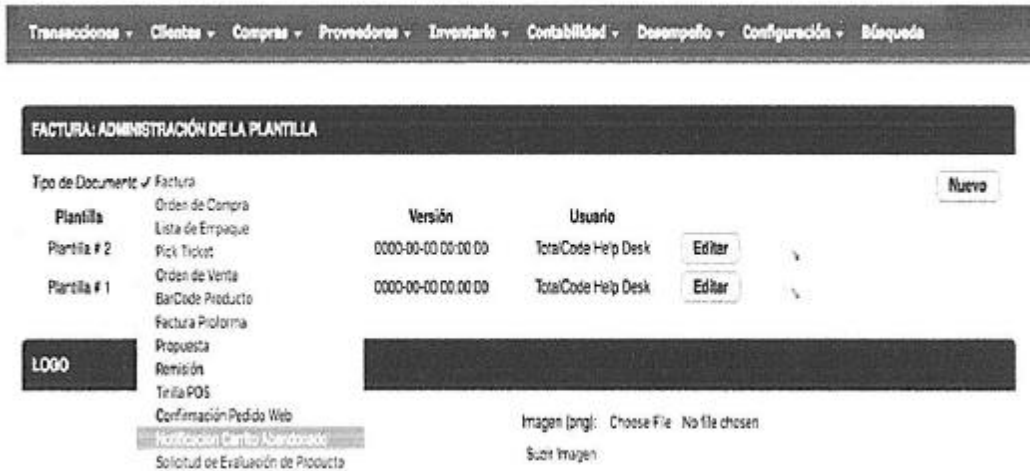 Transacciones Clientes Compras Proveedores Inventario Contabilidad Desempeño Configuración Búsqueda
FACTURA: ADMINISTRACIÓN DE LA PLANTILLA
Tipo de Documento ✓ Factura Nuevo
Orden de Compra
Plantilla Versión Usuario
Lista de Empaque
Plantilla # 2 Pick Ticket 0000-00-00 00:00:00 TotalCode Help Desk Editar
Orden de Venta
Plantilla # 1 BarCode Producto 0000-00-00 00:00:00 TotalCode Help Desk Editar
Factura Proforma
Propuesta
LOGO Remisión
Tirilla POS
Confirmación Pedido Web Imagen (png): Choose File No file chosen
Notificación Carrito Abandonado
Solicitud de Evaluación de Producto Subir Imagen